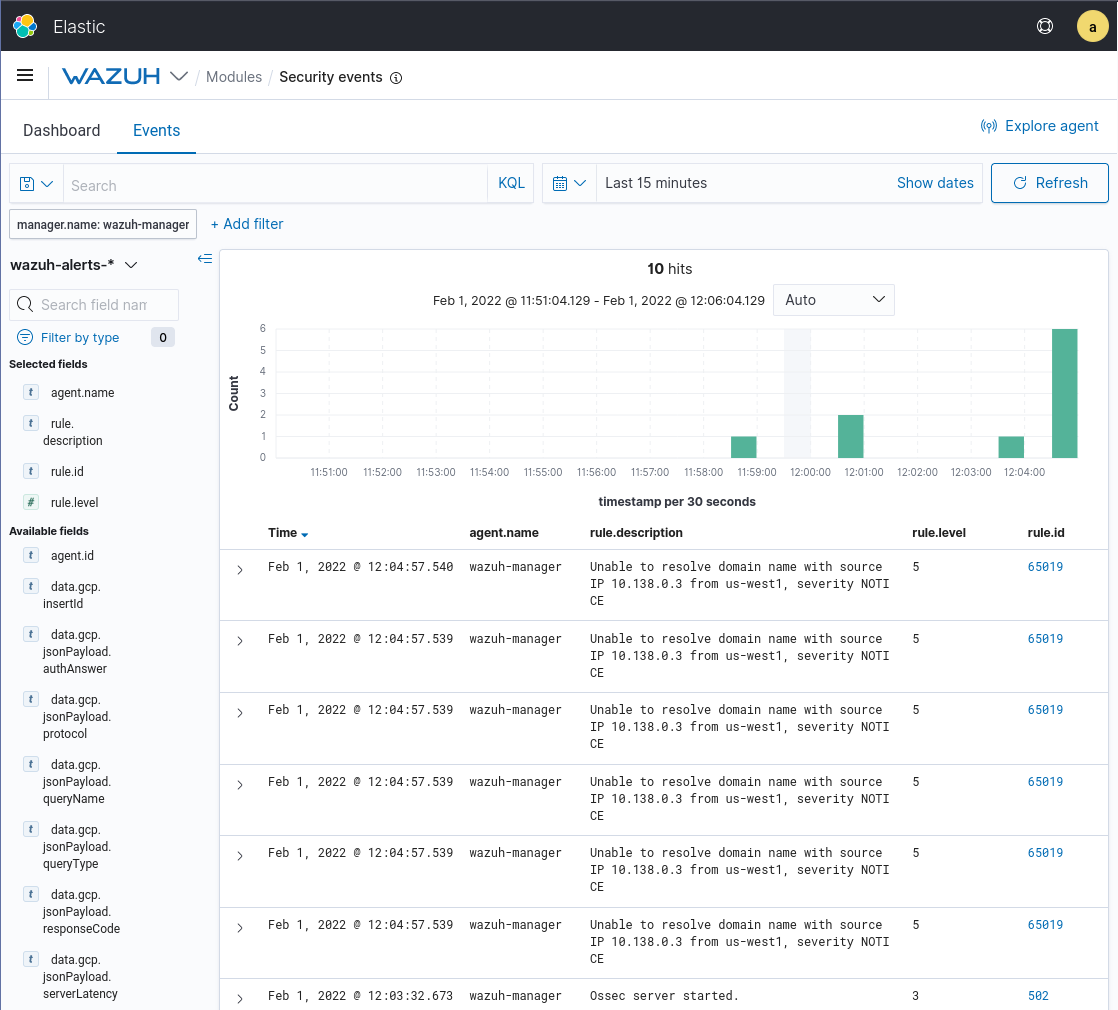 Elastic
a
WAZUH / Modules / Security events
Dashboard Events
Explore agent
Search KQL
Last 15 minutes Show dates
Refresh
manager.name: wazuh-manager
+ Add filter
wazuh-alerts-*
Search field nam
Filter by type 0
Selected fields
t agent.name
t rule.
description
t rule.id
# rule.level
Available fields
t agent.id
t data.gcp.
insertId
t data.gcp.
jsonPayload.
authAnswer
t data.gcp.
jsonPayload.
protocol
t data.gcp.
jsonPayload.
queryName
t data.gcp.
jsonPayload.
queryType
t data.gcp.
jsonPayload.
responseCode
t data.gcp.
jsonPayload.
serverLatency
10 hits
Feb 1, 2022 @ 11:51:04.129 - Feb 1, 2022 @ 12:06:04.129 Auto
Count
6
5
4
3
2
1
0
11:51:00 11:52:00 11:53:00 11:54:00 11:55:00 11:56:00 11:57:00 11:58:00 11:59:00 12:00:00 12:01:00 12:02:00 12:03:00 12:04:00
timestamp per 30 seconds
Time agent.name rule.description rule.level rule.id
Feb 1, 2022 @ 12:04:57.540 wazuh-manager Unable to resolve domain name with source 5 65019
IP 10.138.0.3 from us-west1, severity NOTI
CE
Feb 1, 2022 @ 12:04:57.539 wazuh-manager Unable to resolve domain name with source 5 65019
IP 10.138.0.3 from us-west1, severity NOTI
CE
Feb 1, 2022 @ 12:04:57.539 wazuh-manager Unable to resolve domain name with source 5 65019
IP 10.138.0.3 from us-west1, severity NOTI
CE
Feb 1, 2022 @ 12:04:57.539 wazuh-manager Unable to resolve domain name with source 5 65019
IP 10.138.0.3 from us-west1, severity NOTI
CE
Feb 1, 2022 @ 12:04:57.539 wazuh-manager Unable to resolve domain name with source 5 65019
IP 10.138.0.3 from us-west1, severity NOTI
CE
Feb 1, 2022 @ 12:04:57.539 wazuh-manager Unable to resolve domain name with source 5 65019
IP 10.138.0.3 from us-west1, severity NOTI
CE
Feb 1, 2022 @ 12:03:32.673 wazuh-manager Ossec server started. 3 502